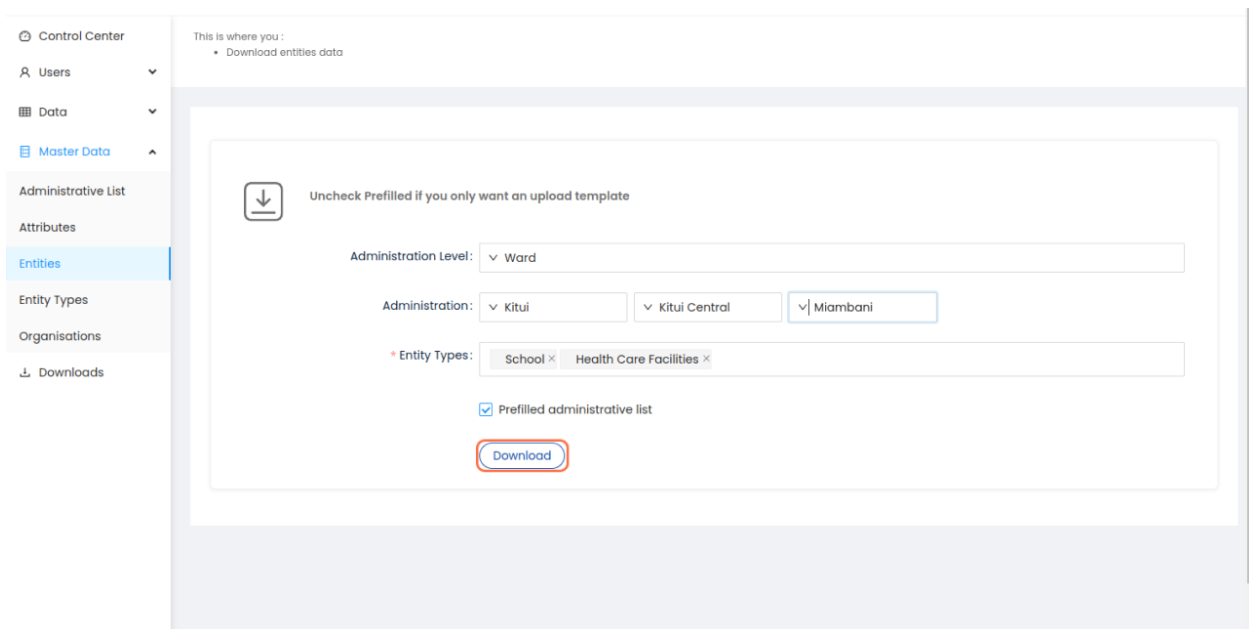 Control Center
Users
Data
Master Data
Administrative List
Attributes
Entities
Entity Types
Organisations
Downloads
This is where you :
• Download entities data
Uncheck Prefilled if you only want an upload template
Administration Level: Ward
Administration: Kitui Kitui Central Miambani
* Entity Types: School × Health Care Facilities ×
Prefilled administrative list
Download